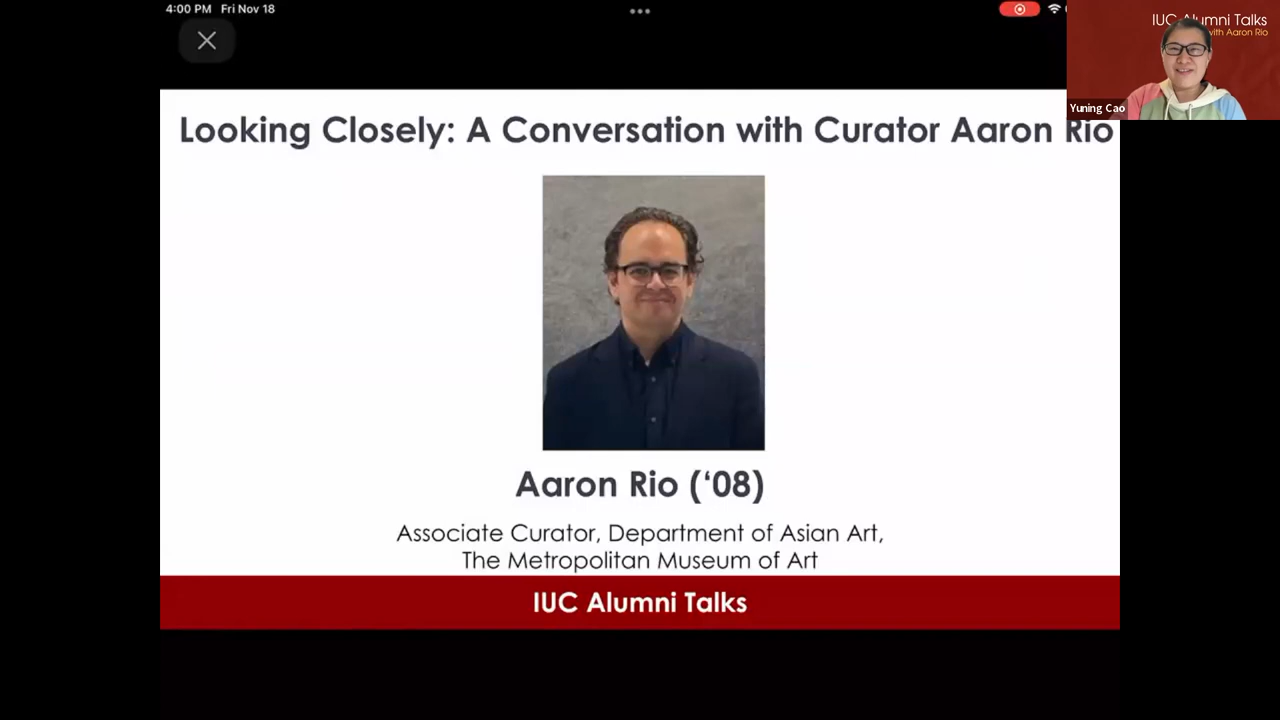 4:00 PM Fri Nov 18
IUC Alumni Talks
with Aaron Rio
Yuning Cao
Looking Closely: A Conversation with Curator Aaron Rio
Aaron Rio (‘08)
Associate Curator, Department of Asian Art,
The Metropolitan Museum of Art
IUC Alumni Talks